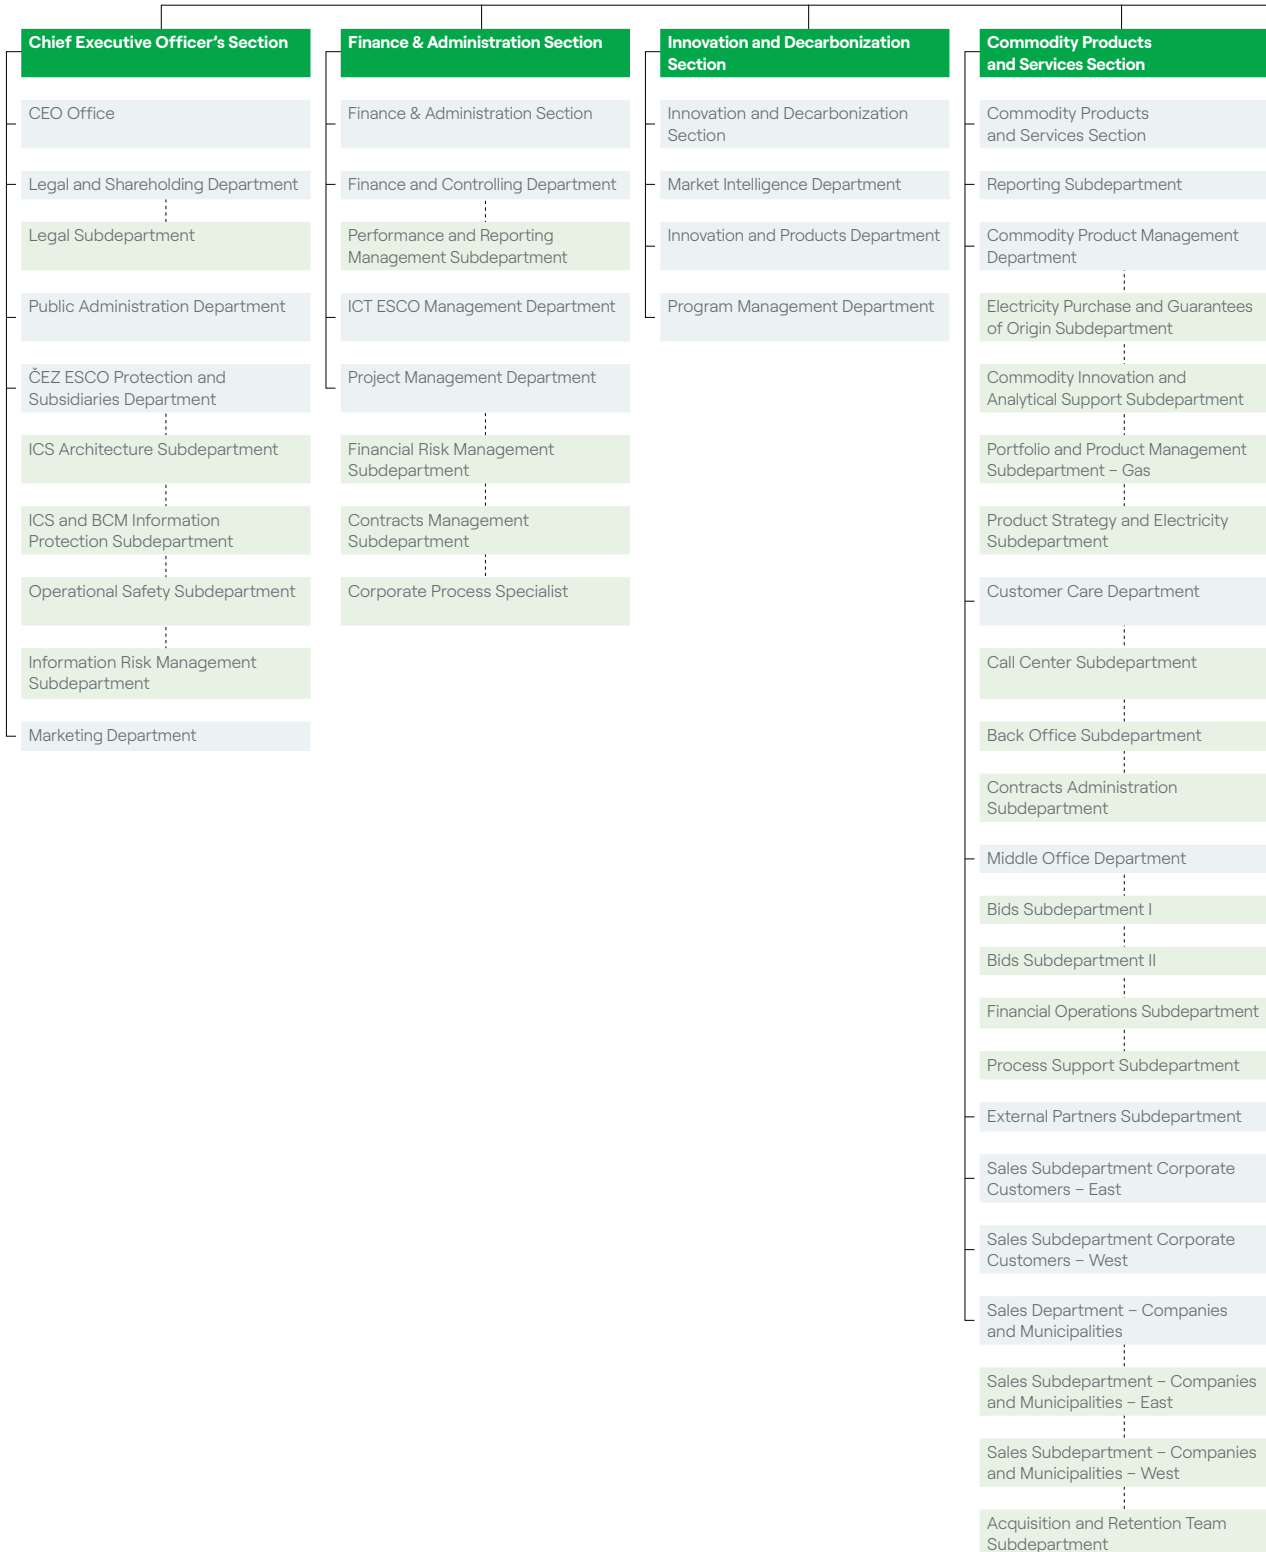 Chief Executive Officer's Section
CEO Office
Legal and Shareholding Department
Legal Subdepartment
Public Administration Department
ČEZ ESCO Protection and
Subsidiaries Department
ICS Architecture Subdepartment
ICS and BCM Information
Protection Subdepartment
Operational Safety Subdepartment
Information Risk Management
Subdepartment
Marketing Department
Finance & Administration Section
Finance & Administration Section
Finance and Controlling Department
Performance and Reporting
Management Subdepartment
ICT ESCO Management Department
Project Management Department
Financial Risk Management
Subdepartment
Contracts Management
Subdepartment
Corporate Process Specialist
Innovation and Decarbonization
Section
Innovation and Decarbonization
Section
Market Intelligence Department
Innovation and Products Department
Program Management Department
Commodity Products
and Services Section
Commodity Products
and Services Section
Reporting Subdepartment
Commodity Product Management
Department
Electricity Purchase and Guarantees
of Origin Subdepartment
Commodity Innovation and
Analytical Support Subdepartment
Portfolio and Product Management
Subdepartment – Gas
Product Strategy and Electricity
Subdepartment
Customer Care Department
Call Center Subdepartment
Back Office Subdepartment
Contracts Administration
Subdepartment
Middle Office Department
Bids Subdepartment I
Bids Subdepartment II
Financial Operations Subdepartment
Process Support Subdepartment
External Partners Subdepartment
Sales Subdepartment Corporate
Customers – East
Sales Subdepartment Corporate
Customers – West
Sales Department – Companies
and Municipalities
Sales Subdepartment – Companies
and Municipalities – East
Sales Subdepartment – Companies
and Municipalities – West
Acquisition and Retention Team
Subdepartment